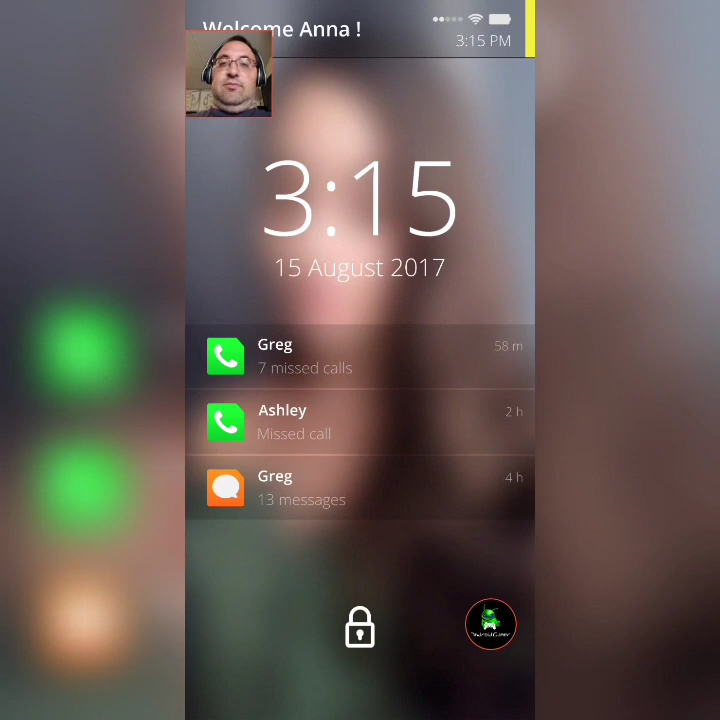 Welcome Anna !
3:15 PM
3:15
15 August 2017
Greg
58 m
7 missed calls
Ashley
2 h
Missed call
Greg
4 h
13 messages